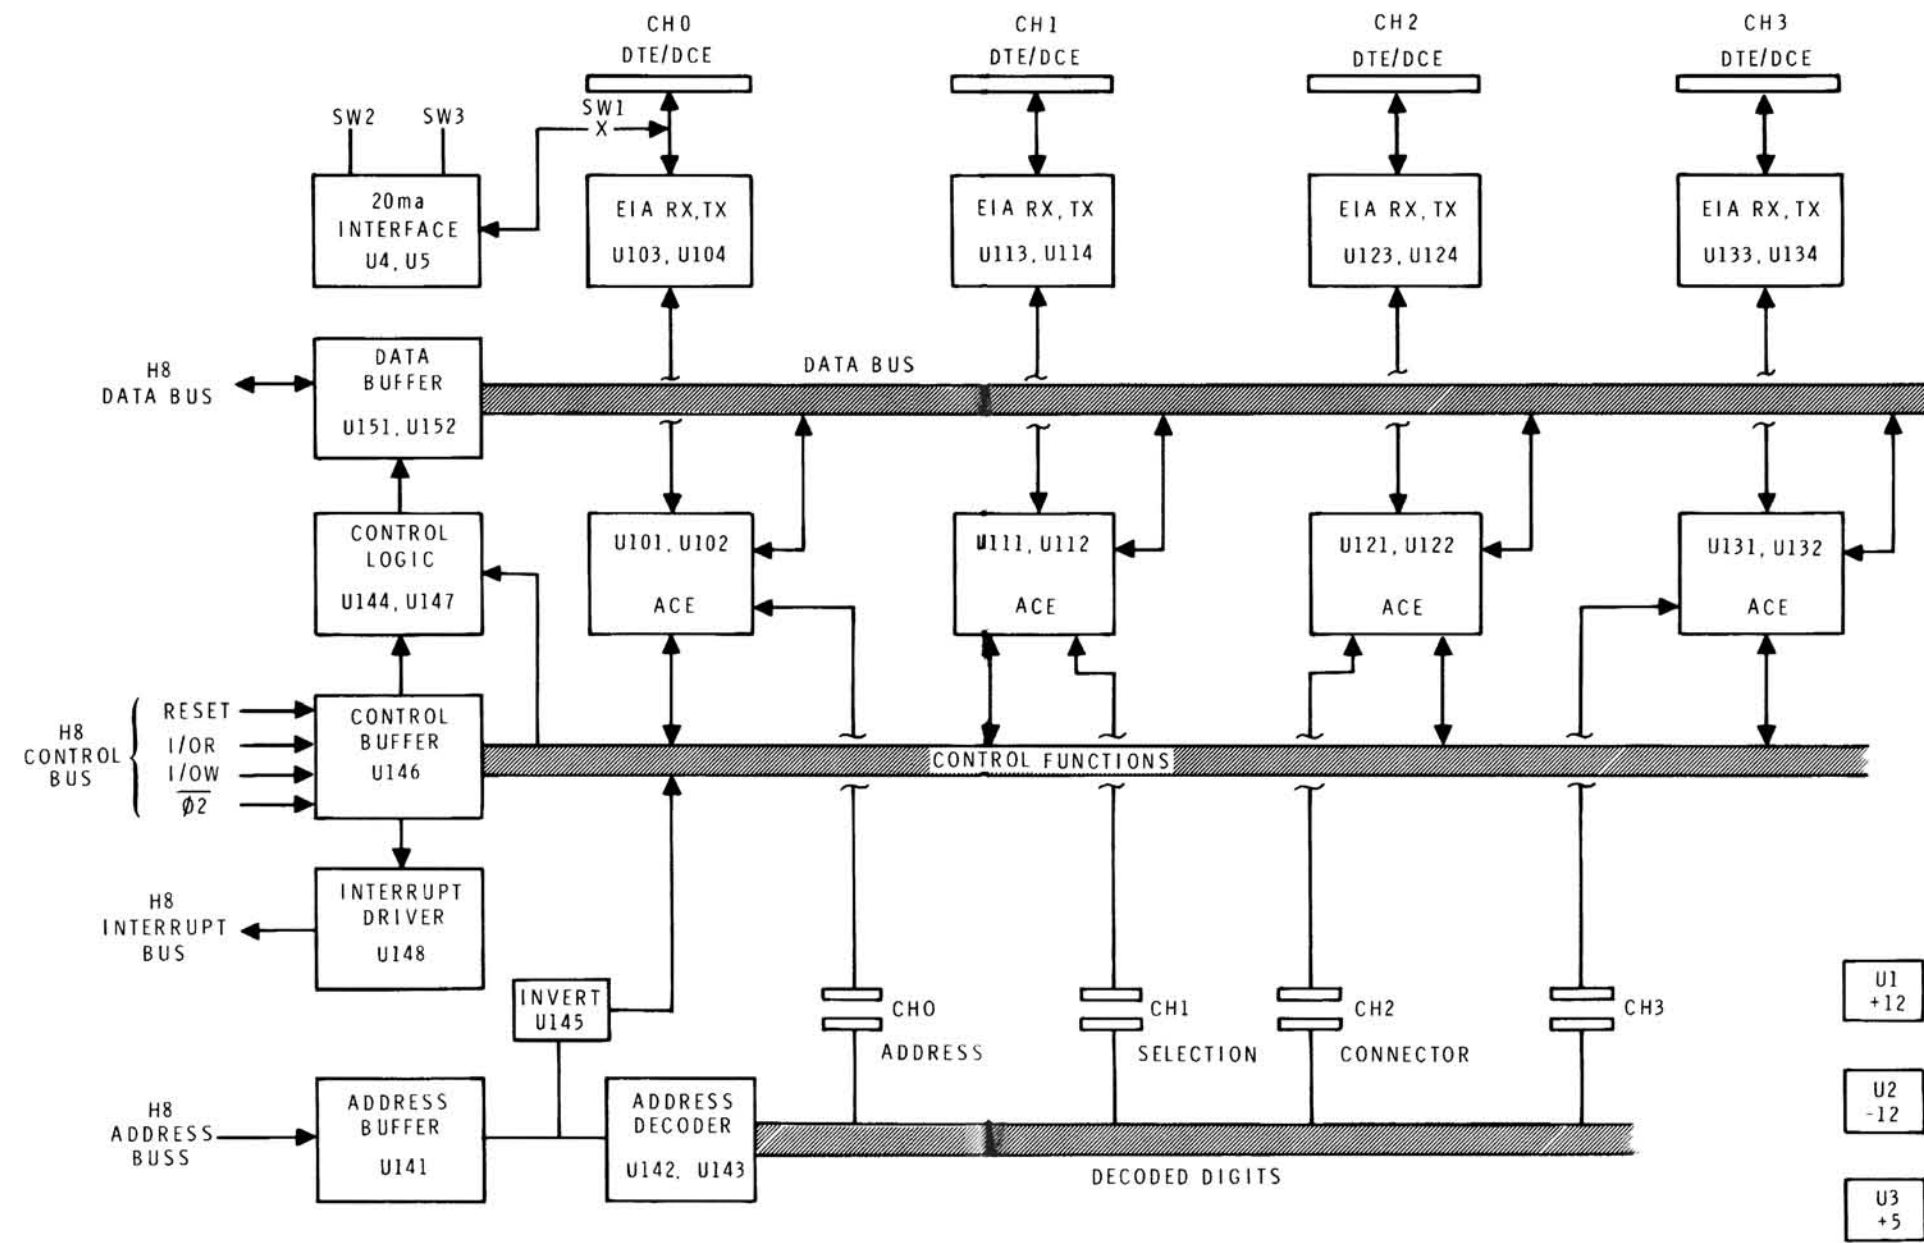 CH0
DTE/DCE
CH1
DTE/DCE
CH2
DTE/DCE
CH3
DTE/DCE
SW1
X
SW2
SW3
20ma
INTERFACE
U4, U5
EIA RX,TX
U103, U104
EIA RX, TX
U113, U114
EIA RX, TX
U123, U124
EIA RX, TX
U133, U134
H8
DATA BUS
DATA
BUFFER
U151, U152
DATA BUS
CONTROL
LOGIC
U144, U147
U101, U102
ACE
U111, U112
ACE
U121, U122
ACE
U131, U132
ACE
H8
CONTROL
BUS
RESET
I/OR
I/OW
Φ2
CONTROL
BUFFER
U146
CONTROL FUNCTIONS
H8
INTERRUPT
BUS
INTERRUPT
DRIVER
U148
INVERT
U145
CH0
CH1
CH2
CH3
ADDRESS
SELECTION
CONNECTOR
H8
ADDRESS
BUSS
ADDRESS
BUFFER
U141
ADDRESS
DECODER
U142, U143
DECODED DIGITS
U1
+12
U2
-12
U3
+5